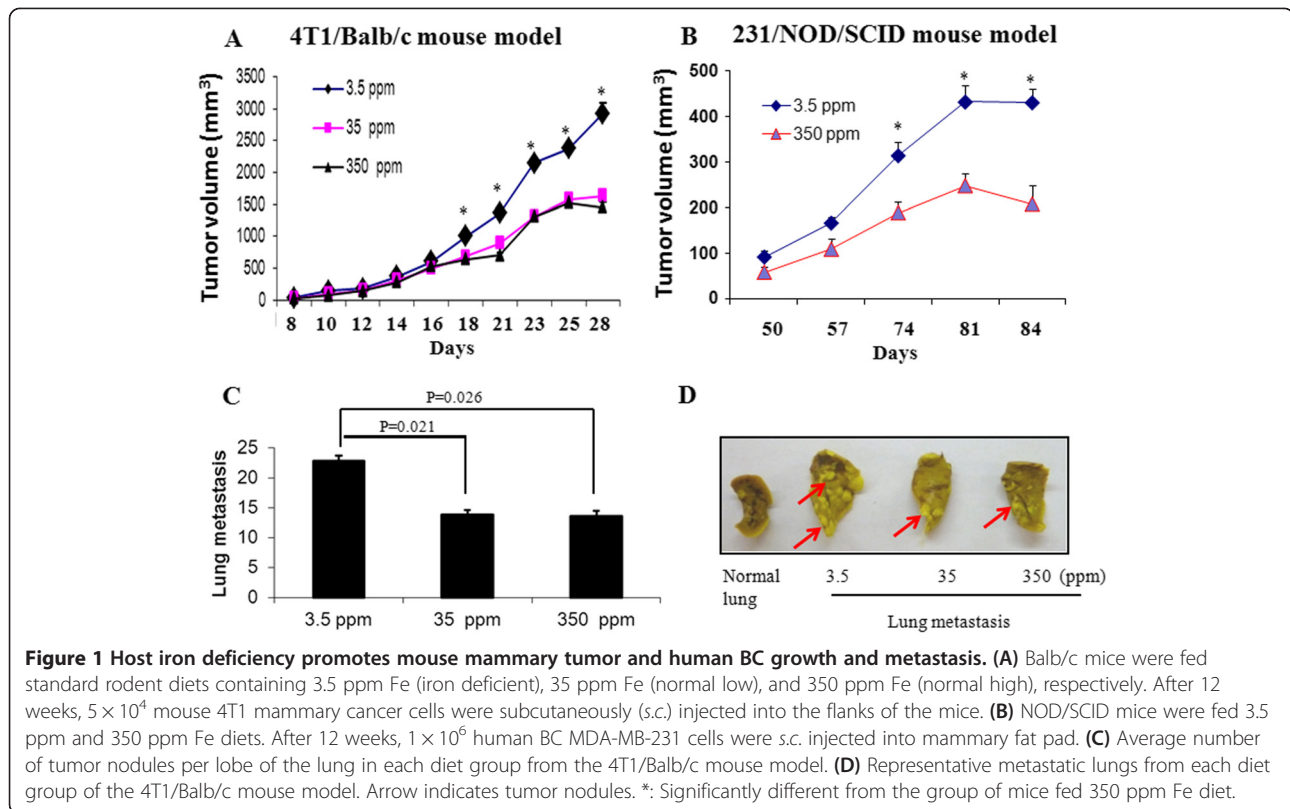 A 4T1/Balb/c mouse model
Tumor volume (mm³)
3500
3000
2500
2000
1500
1000
500
0
3.5 ppm
35 ppm
350 ppm
* * * * *
8 10 12 14 16 18 21 23 25 28
Days
B 231/NOD/SCID mouse model
Tumor volume (mm³)
500
400
300
200
100
0
3.5 ppm
350 ppm
* * *
50 57 74 81 84
Days
C
P=0.026
P=0.021
Lung metastasis
25
20
15
10
5
0
3.5 ppm 35 ppm 350 ppm
D
Normal lung
3.5 35 350 (ppm)
Lung metastasis
Figure 1 Host iron deficiency promotes mouse mammary tumor and human BC growth and metastasis. (A) Balb/c mice were fed
standard rodent diets containing 3.5 ppm Fe (iron deficient), 35 ppm Fe (normal low), and 350 ppm Fe (normal high), respectively. After 12
weeks, 5 × 10⁴ mouse 4T1 mammary cancer cells were subcutaneously (s.c.) injected into the flanks of the mice. (B) NOD/SCID mice were fed 3.5
ppm and 350 ppm Fe diets. After 12 weeks, 1 × 10⁶ human BC MDA-MB-231 cells were s.c. injected into mammary fat pad. (C) Average number
of tumor nodules per lobe of the lung in each diet group from the 4T1/Balb/c mouse model. (D) Representative metastatic lungs from each diet
group of the 4T1/Balb/c mouse model. Arrow indicates tumor nodules. *: Significantly different from the group of mice fed 350 ppm Fe diet.